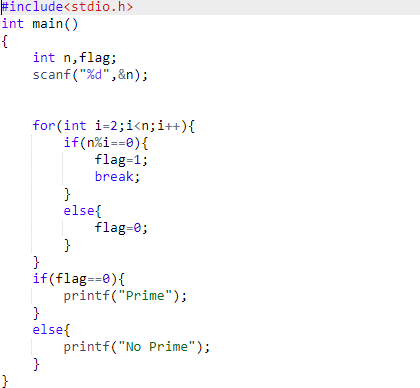 #include<stdio.h>
int main()
{
    int n,flag;
    scanf("%d",&n);


    for(int i=2;i<n;i++){
        if(n%i==0){
            flag=1;
            break;
        }
        else{
            flag=0;
        }
    }
    if(flag==0){
        printf("Prime");
    }
    else{
        printf("No Prime");
    }
}